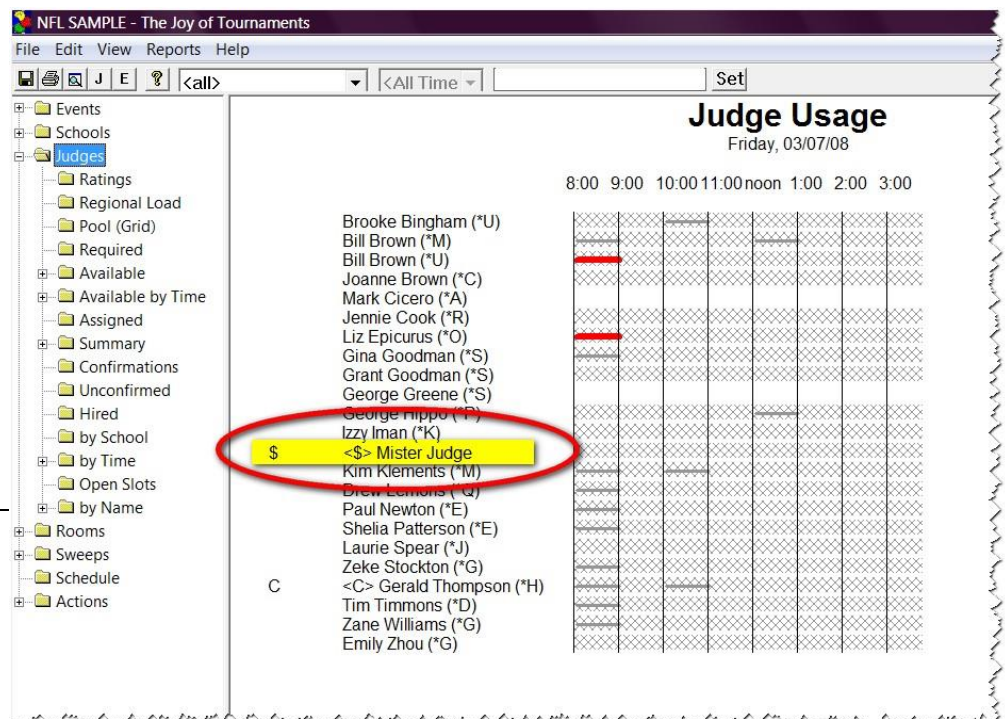 NFL SAMPLE - The Joy of Tournaments
File Edit View Reports Help
J E ? <all> <All Time Set
Events
Schools
Judges
Ratings
Regional Load
Pool (Grid)
Required
Available
Available by Time
Assigned
Summary
Confirmations
Unconfirmed
Hired
by School
by Time
Open Slots
by Name
Rooms
Sweeps
Schedule
Actions
Judge Usage
Friday, 03/07/08
8:00 9:00 10:00 11:00 noon 1:00 2:00 3:00
Brooke Bingham (*U)
Bill Brown (*M)
Bill Brown (*U)
Joanne Brown (*C)
Mark Cicero (*A)
Jennie Cook (*R)
Liz Epicurus (*O)
Gina Goodman (*S)
Grant Goodman (*S)
George Greene (*S)
George Hippo (*P)
Izzy Iman (*K)
$ <$> Mister Judge
Kim Klements (*M)
Drew Lemons (*Q)
Paul Newton (*E)
Shelia Patterson (*E)
Laurie Spear (*J)
Zeke Stockton (*G)
C <C> Gerald Thompson (*H)
Tim Timmons (*D)
Zane Williams (*G)
Emily Zhou (*G)